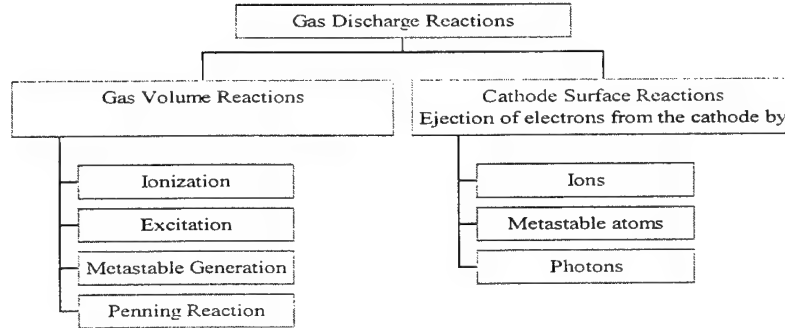 Gas Discharge Reactions
Gas Volume Reactions
Ionization
Excitation
Metastable Generation
Penning Reaction
Cathode Surface Reactions
Ejection of electrons from the cathode by
Ions
Metastable atoms
Photons